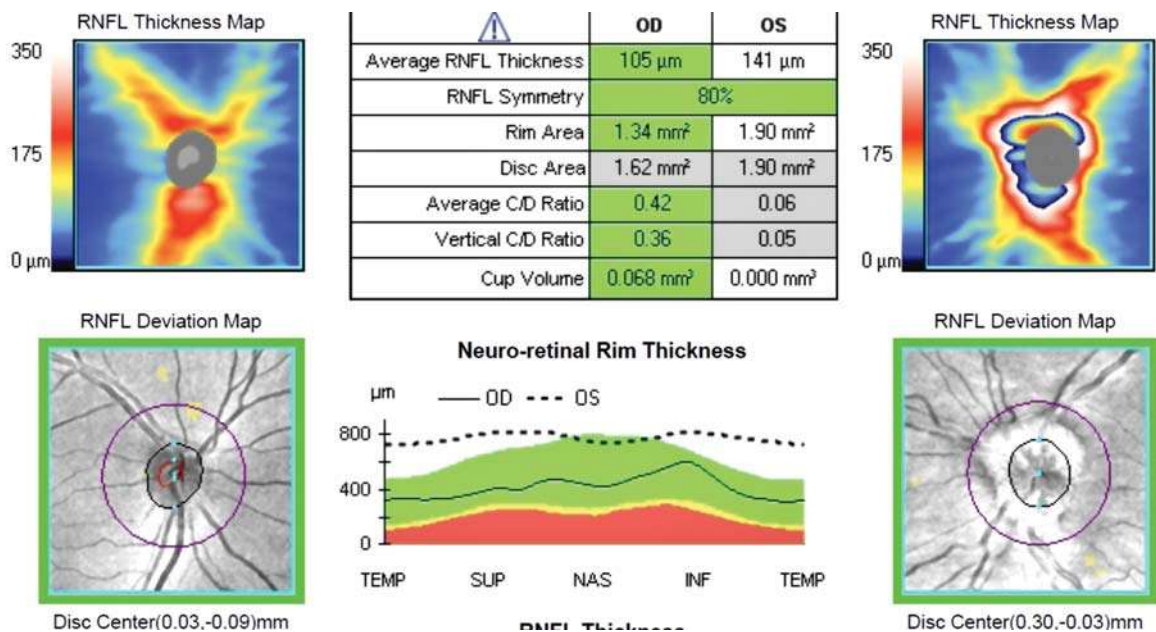 RNFL Thickness Map
350
175
0 µm
OD OS
Average RNFL Thickness 105 µm 141 µm
RNFL Symmetry 80%
Rim Area 1.34 mm² 1.90 mm²
Disc Area 1.62 mm² 1.90 mm²
Average C/D Ratio 0.42 0.06
Vertical C/D Ratio 0.36 0.05
Cup Volume 0.068 mm³ 0.000 mm³
RNFL Thickness Map
350
175
0 µm
RNFL Deviation Map
Disc Center(0.03,-0.09)mm
Neuro-retinal Rim Thickness
µm OD OS
800
400
0
TEMP SUP NAS INF TEMP
RNFL Thickness
RNFL Deviation Map
Disc Center(0.30,-0.03)mm